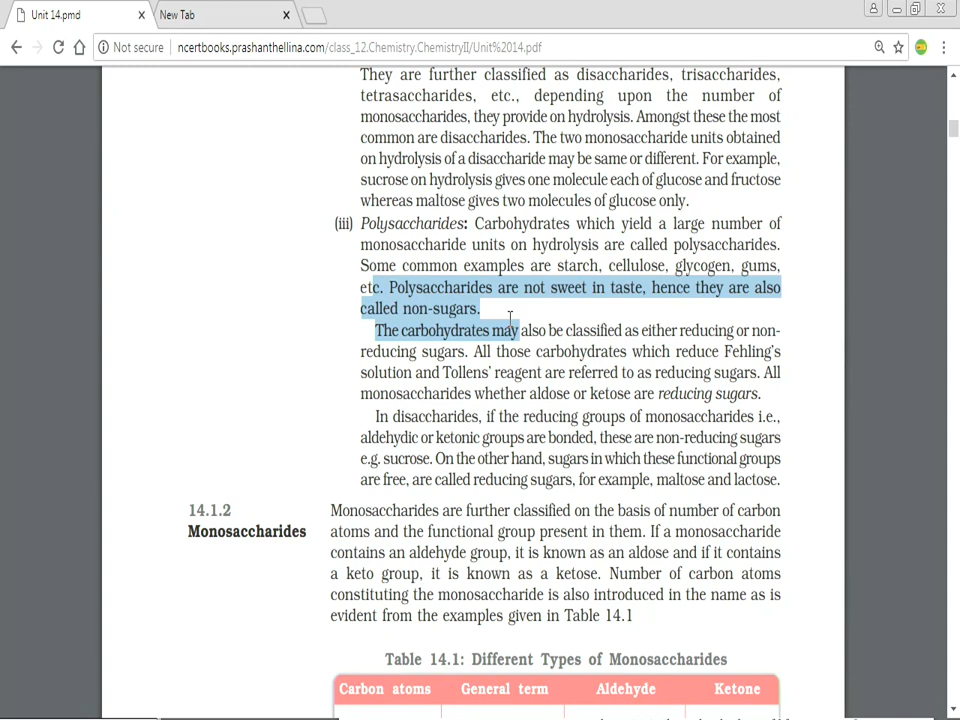 Unit 14.pmd
New Tab
Not secure
ncertbooks.prashanthellina.com/class_12.Chemistry.ChemistryII/Unit%2014.pdf
They are further classified as disaccharides, trisaccharides,
tetrasaccharides, etc., depending upon the number of
monosaccharides, they provide on hydrolysis. Amongst these the most
common are disaccharides. The two monosaccharide units obtained
on hydrolysis of a disaccharide may be same or different. For example,
sucrose on hydrolysis gives one molecule each of glucose and fructose
whereas maltose gives two molecules of glucose only.
(iii) Polysaccharides: Carbohydrates which yield a large number of
monosaccharide units on hydrolysis are called polysaccharides.
Some common examples are starch, cellulose, glycogen, gums,
etc. Polysaccharides are not sweet in taste, hence they are also
called non-sugars.
The carbohydrates may also be classified as either reducing or non-
reducing sugars. All those carbohydrates which reduce Fehling's
solution and Tollens' reagent are referred to as reducing sugars. All
monosaccharides whether aldose or ketose are reducing sugars.
In disaccharides, if the reducing groups of monosaccharides i.e.,
aldehydic or ketonic groups are bonded, these are non-reducing sugars
e.g. sucrose. On the other hand, sugars in which these functional groups
are free, are called reducing sugars, for example, maltose and lactose.
14.1.2
Monosaccharides
Monosaccharides are further classified on the basis of number of carbon
atoms and the functional group present in them. If a monosaccharide
contains an aldehyde group, it is known as an aldose and if it contains
a keto group, it is known as a ketose. Number of carbon atoms
constituting the monosaccharide is also introduced in the name as is
evident from the examples given in Table 14.1
Table 14.1: Different Types of Monosaccharides
Carbon atoms General term Aldehyde Ketone